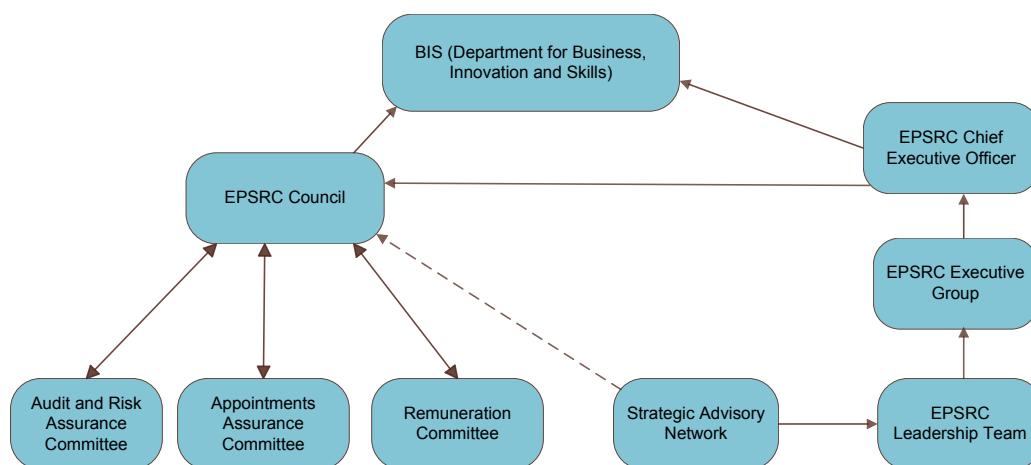 BIS (Department for Business,
Innovation and Skills)
EPSRC Chief
Executive Officer
EPSRC Council
EPSRC Executive
Group
Audit and Risk
Assurance
Committee
Appointments
Assurance
Committee
Remuneration
Committee
Strategic Advisory
Network
EPSRC
Leadership Team